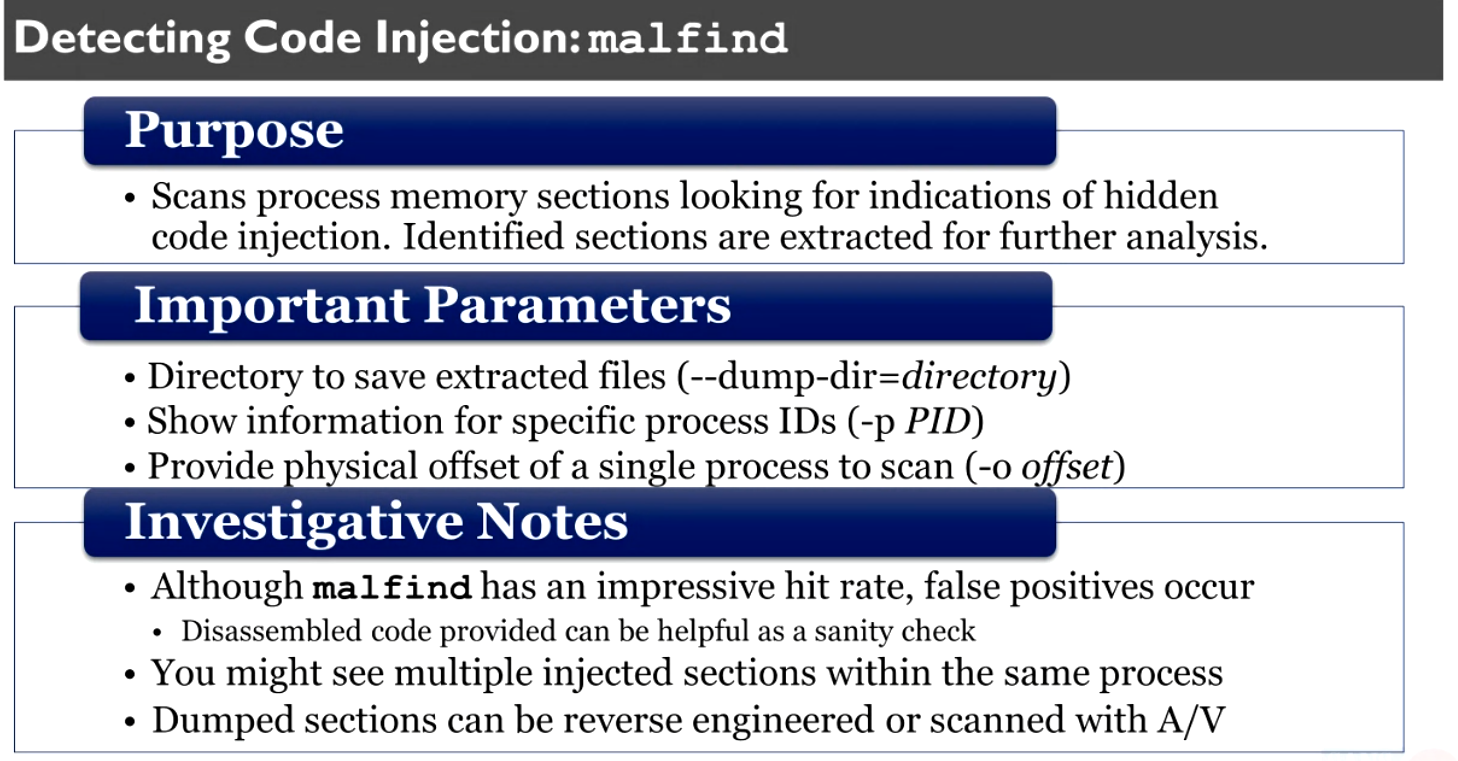 Detecting Code Injection: malfind
Purpose
• Scans process memory sections looking for indications of hidden
code injection. Identified sections are extracted for further analysis.
Important Parameters
• Directory to save extracted files (--dump-dir=directory)
• Show information for specific process IDs (-p PID)
• Provide physical offset of a single process to scan (-o offset)
Investigative Notes
• Although malfind has an impressive hit rate, false positives occur
• Disassembled code provided can be helpful as a sanity check
• You might see multiple injected sections within the same process
• Dumped sections can be reverse engineered or scanned with A/V